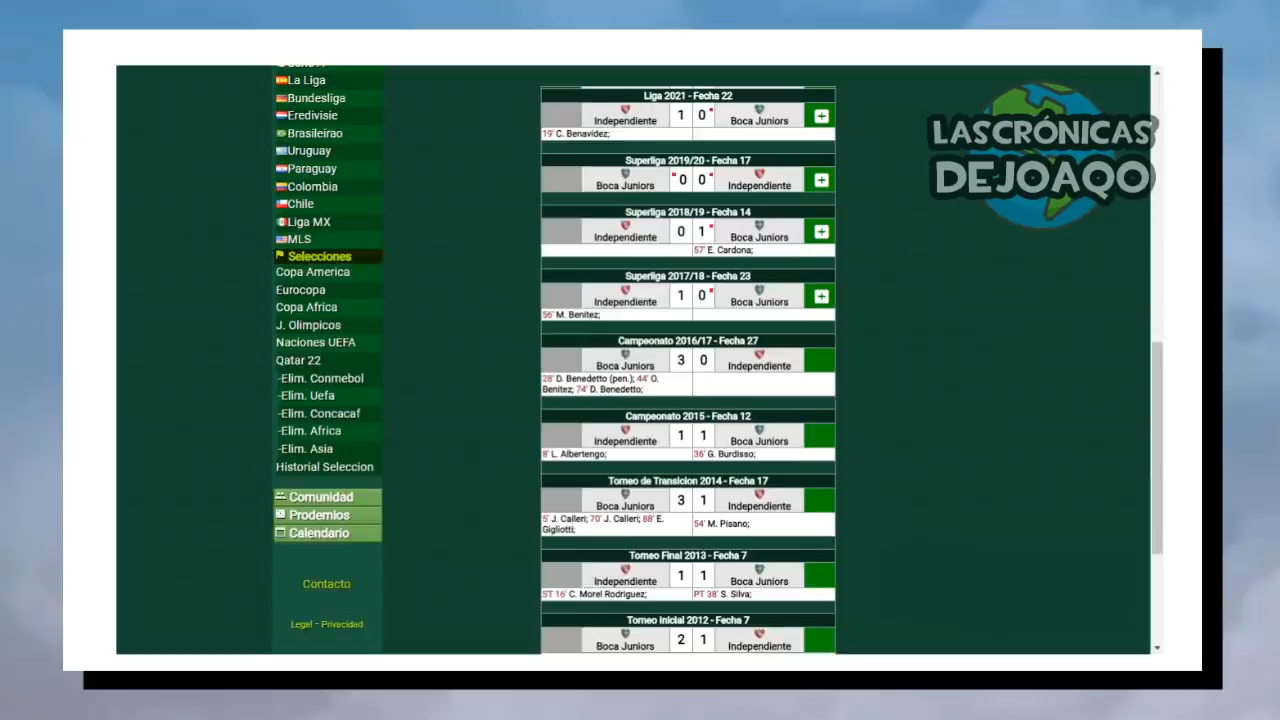 La Liga
Bundesliga
Eredivisie
Brasileirao
Uruguay
Paraguay
Colombia
Chile
Liga MX
MLS
Selecciones
Copa America
Eurocopa
Copa Africa
J. Olimpicos
Naciones UEFA
Qatar 22
-Elim. Conmebol
-Elim. Uefa
-Elim. Concacaf
-Elim. Africa
-Elim. Asia
Historial Seleccion
Comunidad
Prodemios
Calendario
Contacto
Legal - Privacidad
Liga 2021 - Fecha 22
Independiente 1 0 Boca Juniors
19' C. Benavidez;
Superliga 2019/20 - Fecha 17
Boca Juniors 0 0 Independiente
Superliga 2018/19 - Fecha 14
Independiente 0 1 Boca Juniors
57' E. Cardona;
Superliga 2017/18 - Fecha 23
Independiente 1 0 Boca Juniors
56' M. Benitez;
Campeonato 2016/17 - Fecha 27
Boca Juniors 3 0 Independiente
28' D. Benedetto (pen.); 44' O.
Benitez; 74' D. Benedetto;
Campeonato 2015 - Fecha 12
Independiente 1 1 Boca Juniors
8' L. Albertengo; 36' G. Burdisso;
Torneo de Transicion 2014 - Fecha 17
Boca Juniors 3 1 Independiente
5' J. Calleri; 70' J. Calleri; 88' E.
Gigliotti;
54' M. Pisano;
Torneo Final 2013 - Fecha 7
Independiente 1 1 Boca Juniors
ST 16' C. Morel Rodriguez; PT 38' S. Silva;
Torneo Inicial 2012 - Fecha 7
Boca Juniors 2 1 Independiente
LASCRÓNICAS
DEJOAQO